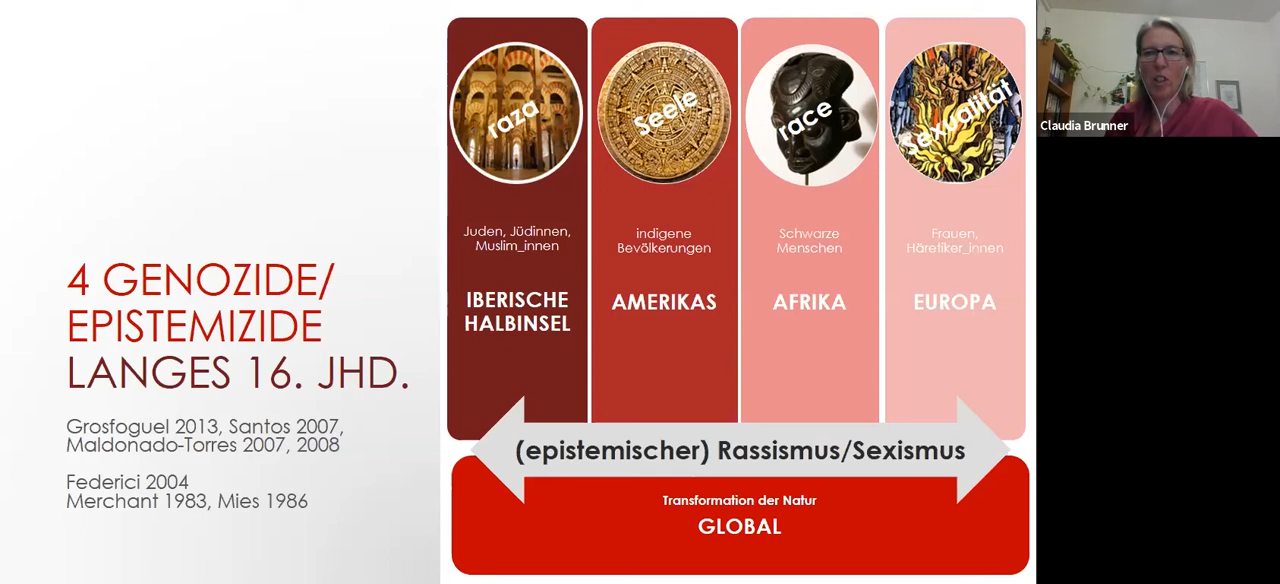 4 GENOZIDE/
EPISTEMIZIDE
LANGES 16. JHD.
Grosfoguel 2013, Santos 2007,
Maldonado-Torres 2007, 2008
Federici 2004
Merchant 1983, Mies 1986
raza
Juden, Jüdinnen,
Muslim_innen
IBERISCHE
HALBINSEL
Seele
indigene
Bevölkerungen
AMERIKAS
race
Schwarze
Menschen
AFRIKA
Sexualität
Frauen,
Häretiker_innen
EUROPA
(epistemischer) Rassismus/Sexismus
Transformation der Natur
GLOBAL
Claudia Brunner